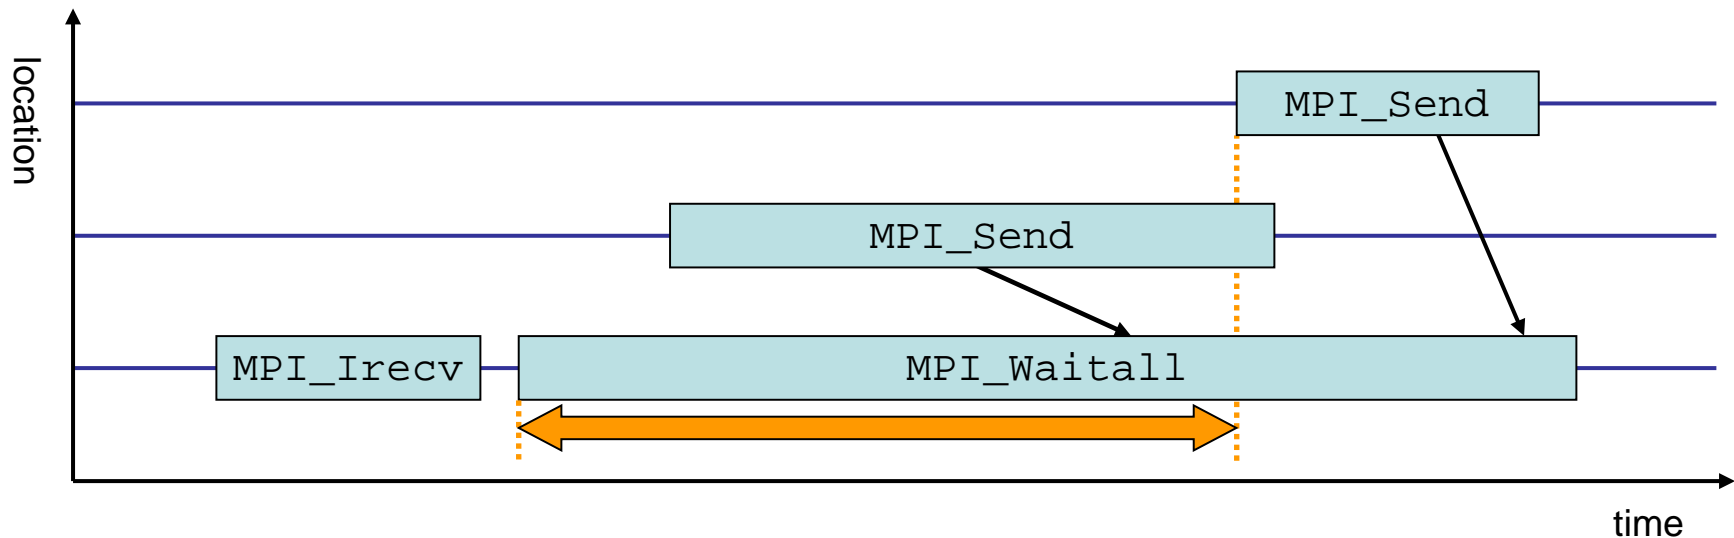 location
MPI_Send
MPI_Send
MPI_Irecv
MPI_Waitall
time